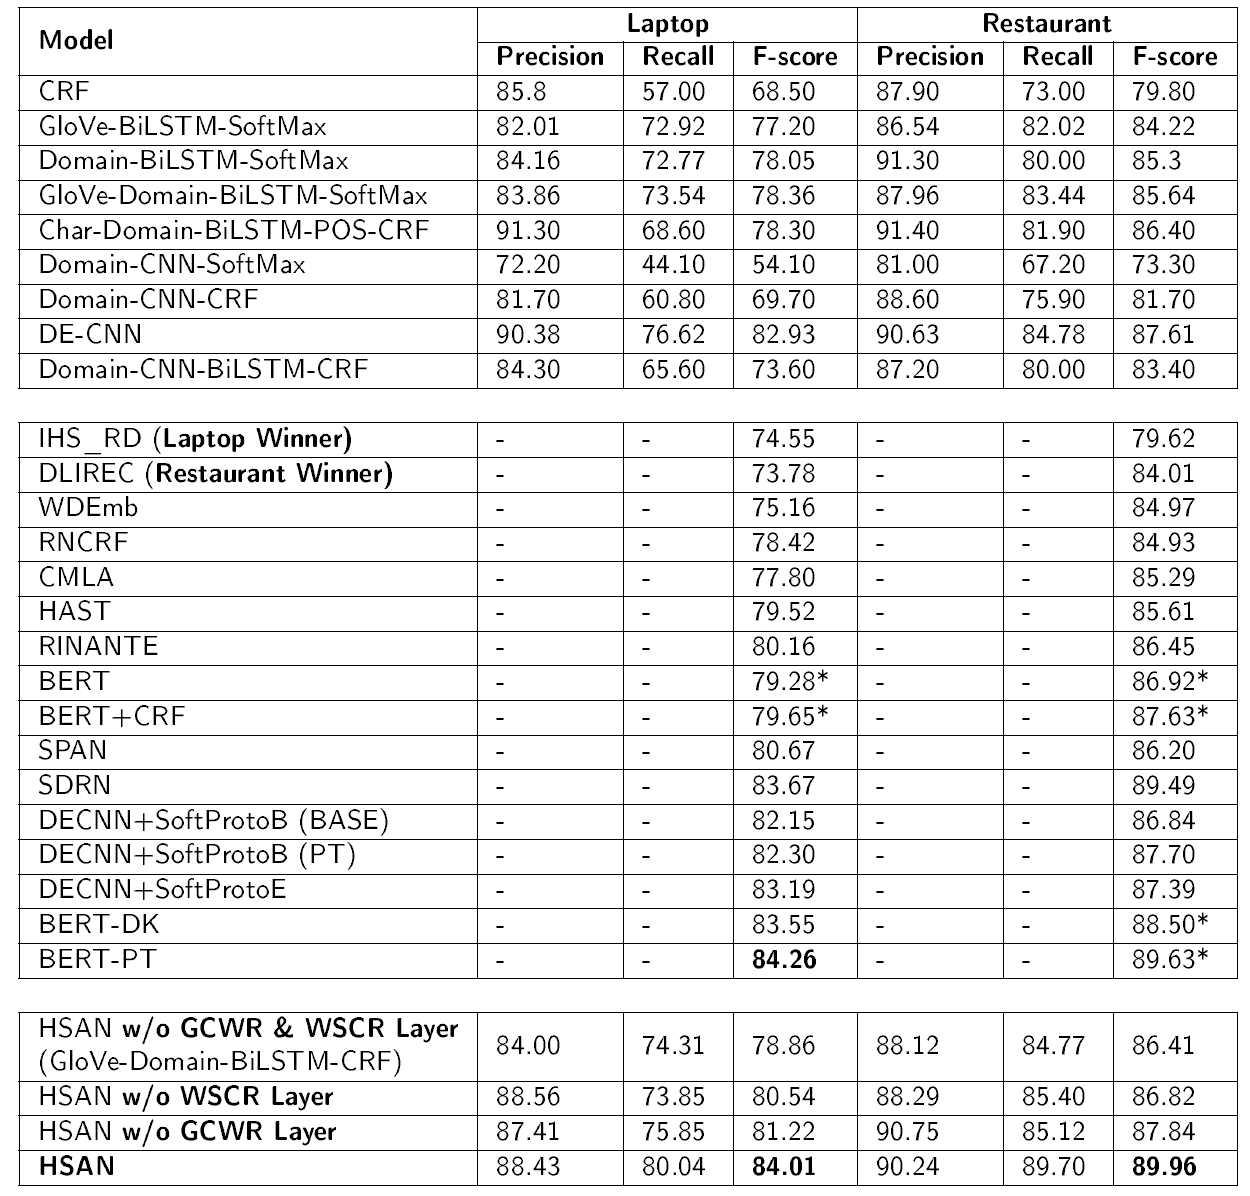 Model Laptop Restaurant
Precision Recall F-score Precision Recall F-score
CRF 85.8 57.00 68.50 87.90 73.00 79.80
GloVe-BiLSTM-SoftMax 82.01 72.92 77.20 86.54 82.02 84.22
Domain-BiLSTM-SoftMax 84.16 72.77 78.05 91.30 80.00 85.3
GloVe-Domain-BiLSTM-SoftMax 83.86 73.54 78.36 87.96 83.44 85.64
Char-Domain-BiLSTM-POS-CRF 91.30 68.60 78.30 91.40 81.90 86.40
Domain-CNN-SoftMax 72.20 44.10 54.10 81.00 67.20 73.30
Domain-CNN-CRF 81.70 60.80 69.70 88.60 75.90 81.70
DE-CNN 90.38 76.62 82.93 90.63 84.78 87.61
Domain-CNN-BiLSTM-CRF 84.30 65.60 73.60 87.20 80.00 83.40
IHS_RD (Laptop Winner) - - 74.55 - - 79.62
DLIREC (Restaurant Winner) - - 73.78 - - 84.01
WDEmb - - 75.16 - - 84.97
RNCRF - - 78.42 - - 84.93
CMLA - - 77.80 - - 85.29
HAST - - 79.52 - - 85.61
RINANTE - - 80.16 - - 86.45
BERT - - 79.28* - - 86.92*
BERT+CRF - - 79.65* - - 87.63*
SPAN - - 80.67 - - 86.20
SDRN - - 83.67 - - 89.49
DECNN+SoftProtoB (BASE) - - 82.15 - - 86.84
DECNN+SoftProtoB (PT) - - 82.30 - - 87.70
DECNN+SoftProtoE - - 83.19 - - 87.39
BERT-DK - - 83.55 - - 88.50*
BERT-PT - - 84.26 - - 89.63*
HSAN w/o GCWR & WSCR Layer
(GloVe-Domain-BiLSTM-CRF) 84.00 74.31 78.86 88.12 84.77 86.41
HSAN w/o WSCR Layer 88.56 73.85 80.54 88.29 85.40 86.82
HSAN w/o GCWR Layer 87.41 75.85 81.22 90.75 85.12 87.84
HSAN 88.43 80.04 84.01 90.24 89.70 89.96